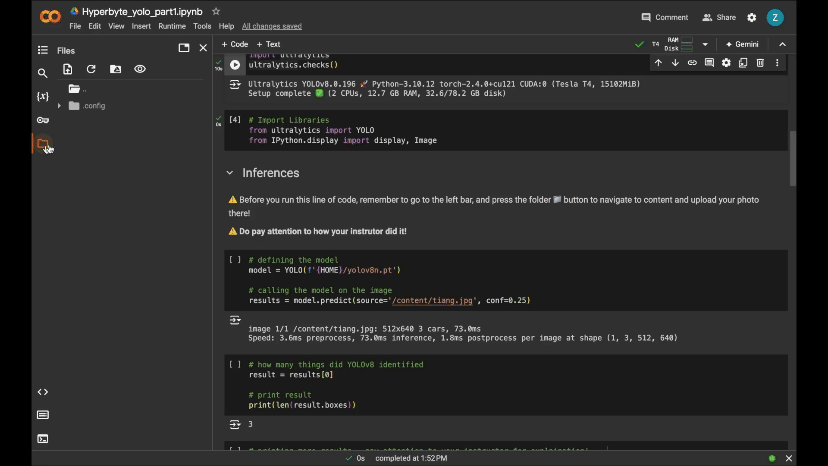 Hyperbyte_yolo_part1.ipynb
File Edit View Insert Runtime Tools Help All changes saved
Comment Share Z
Files
+ Code + Text
T4 RAM Disk Gemini
..
.config
10s
ultralytics.checks()
Ultralytics YOLOv8.0.196 🚀 Python-3.10.12 torch-2.4.0+cu121 CUDA:0 (Tesla T4, 15102MiB)
Setup complete ✅ (2 CPUs, 12.7 GB RAM, 32.6/78.2 GB disk)
0s
[4] # Import Libraries
from ultralytics import YOLO
from IPython.display import display, Image
Inferences
⚠️ Before you run this line of code, remember to go to the left bar, and press the folder 📁 button to navigate to content and upload your photo
there!
⚠️ Do pay attention to how your instrutor did it!
[ ] # defining the model
model = YOLO(f'{HOME}/yolov8n.pt')
# calling the model on the image
results = model.predict(source='/content/tiang.jpg', conf=0.25)
image 1/1 /content/tiang.jpg: 512x640 3 cars, 73.0ms
Speed: 3.6ms preprocess, 73.0ms inference, 1.8ms postprocess per image at shape (1, 3, 512, 640)
[ ] # how many things did YOLOv8 identified
result = results[0]
# print result
print(len(result.boxes))
3
0s completed at 1:52PM